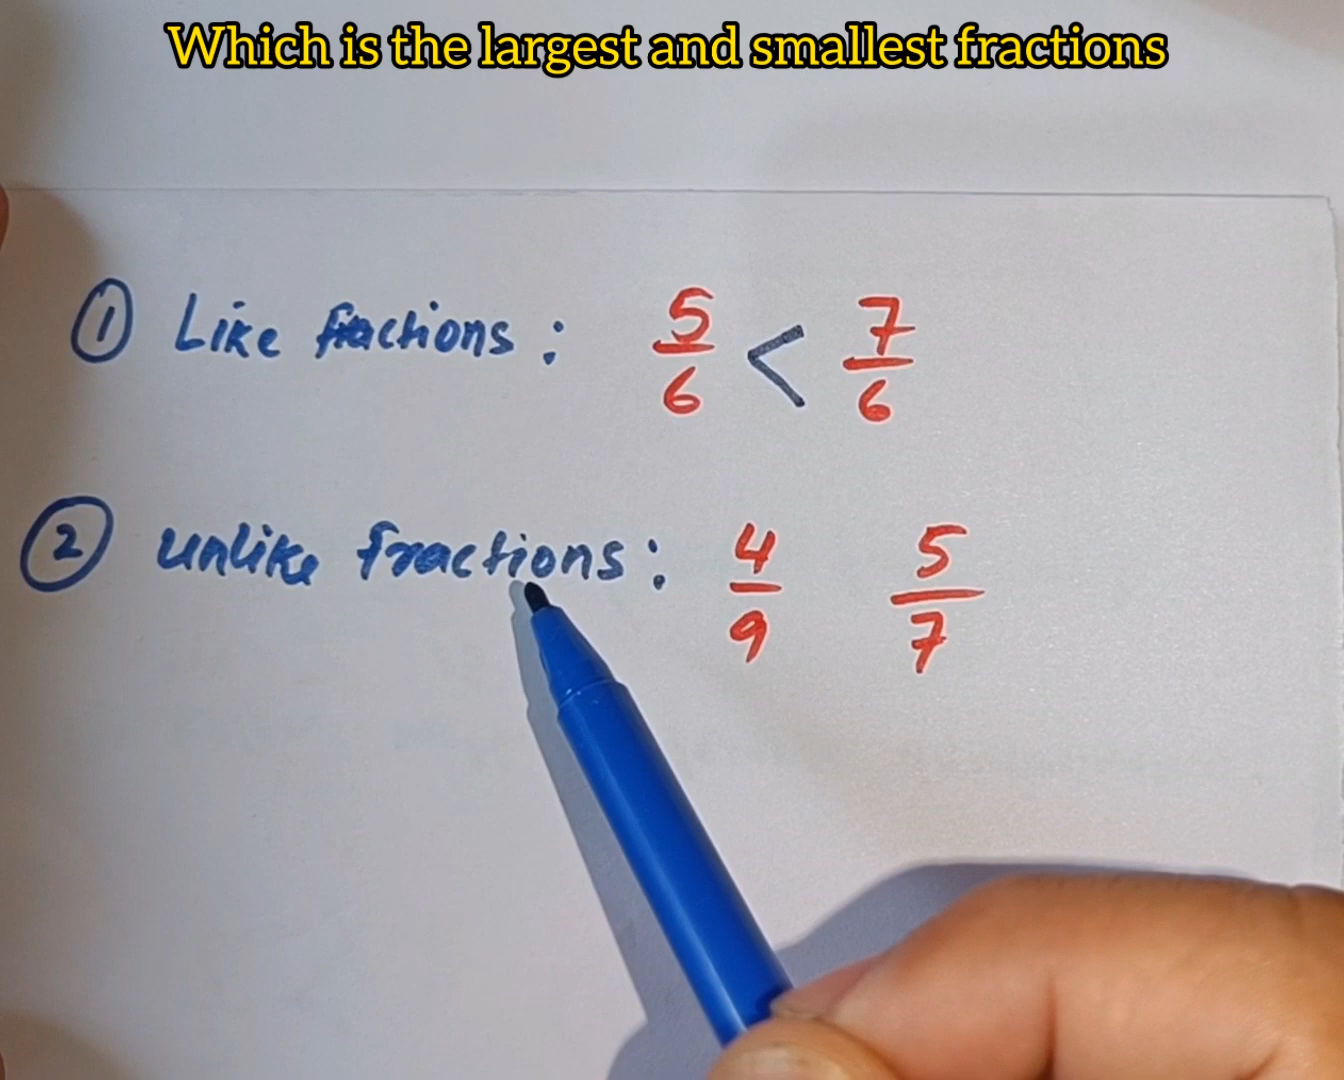 Which is the largest and smallest fractions
① Like fractions : 5/6 < 7/6
② unlike fractions : 4/9 5/7